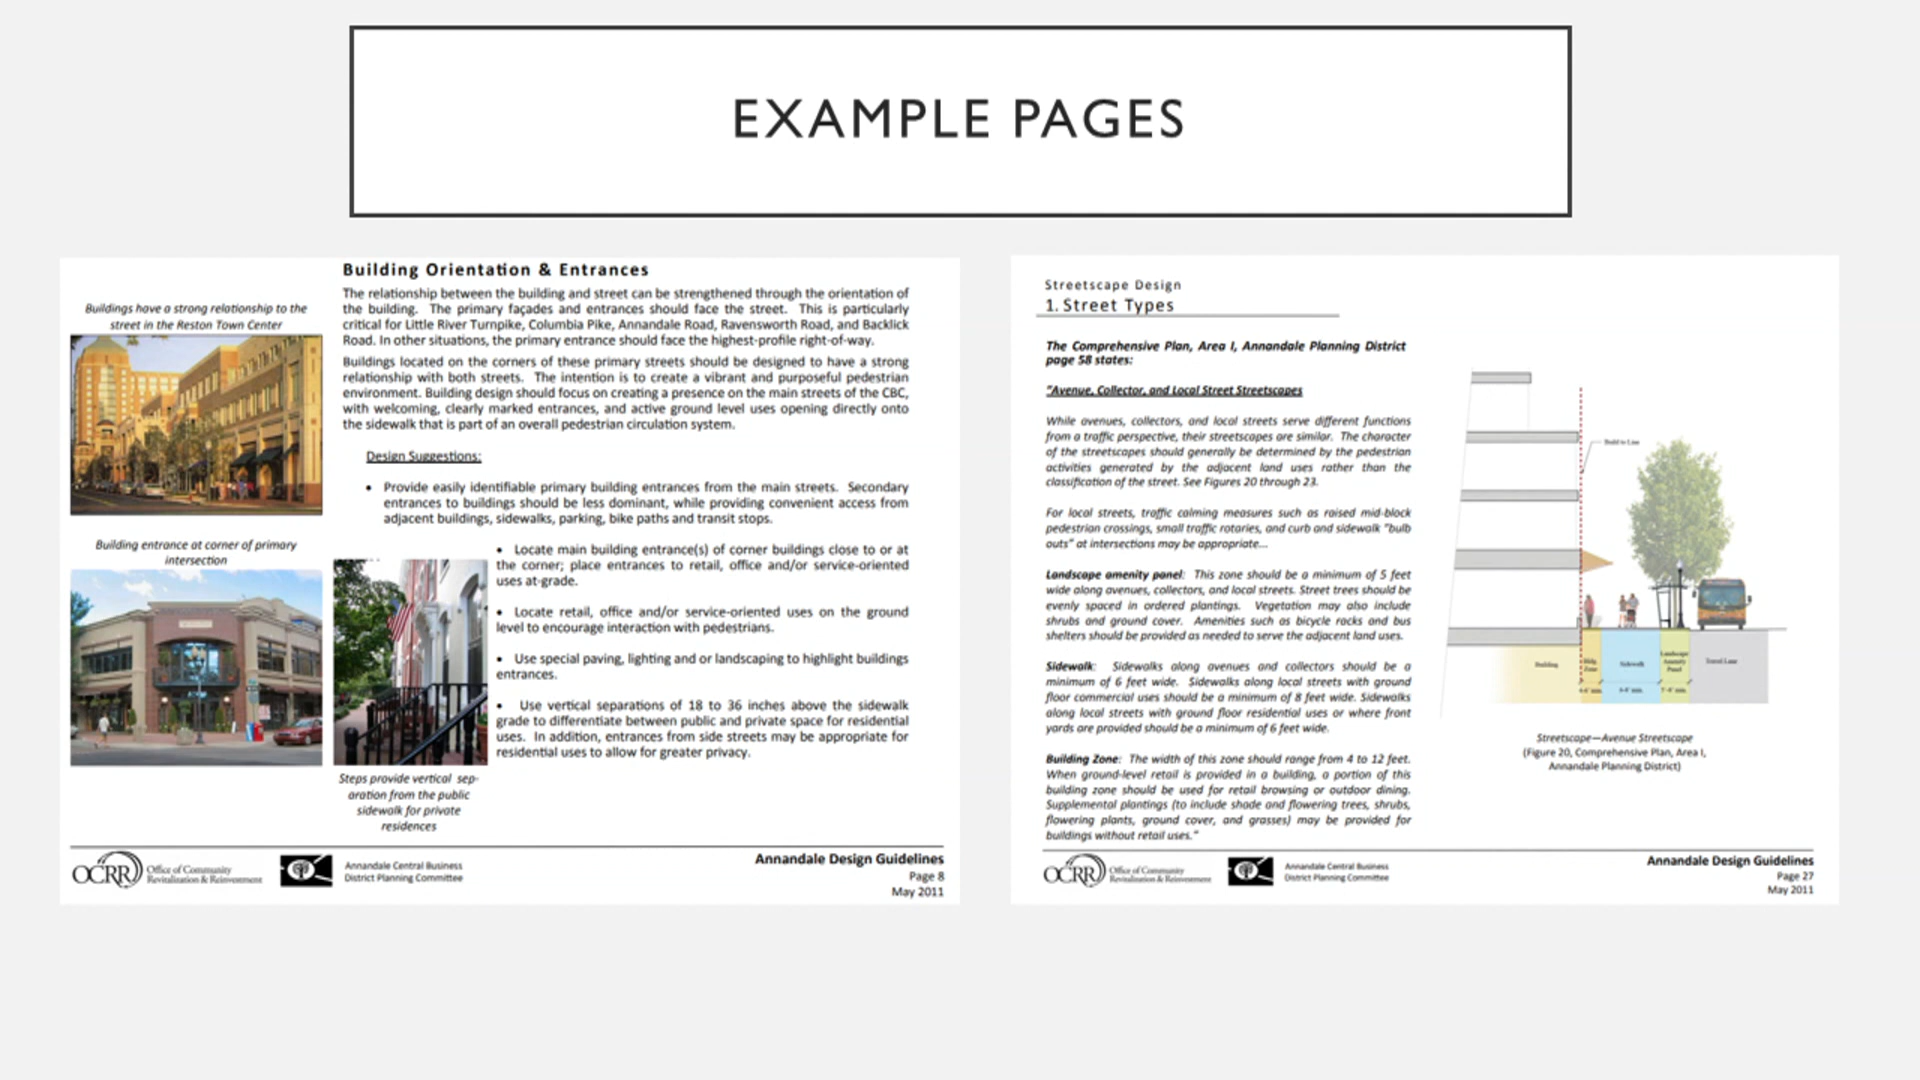 EXAMPLE PAGES
Building Orientation & Entrances
Buildings have a strong relationship to the
street in the Reston Town Center
The relationship between the building and street can be strengthened through the orientation of
the building. The primary façades and entrances should face the street. This is particularly
critical for Little River Turnpike, Columbia Pike, Annandale Road, Ravensworth Road, and Backlick
Road. In other situations, the primary entrance should face the highest-profile right-of-way.
Buildings located on the corners of these primary streets should be designed to have a strong
relationship with both streets. The intention is to create a vibrant and purposeful pedestrian
environment. Building design should focus on creating a presence on the main streets of the CBC,
with welcoming, clearly marked entrances, and active ground level uses opening directly onto
the sidewalk that is part of an overall pedestrian circulation system.
Design Suggestions:
• Provide easily identifiable primary building entrances from the main streets. Secondary
entrances to buildings should be less dominant, while providing convenient access from
adjacent buildings, sidewalks, parking, bike paths and transit stops.
Building entrance at corner of primary
intersection
• Locate main building entrance(s) of corner buildings close to or at
the corner; place entrances to retail, office and/or service-oriented
uses at-grade.
• Locate retail, office and/or service-oriented uses on the ground
level to encourage interaction with pedestrians.
• Use special paving, lighting and or landscaping to highlight buildings
entrances.
• Use vertical separations of 18 to 36 inches above the sidewalk
grade to differentiate between public and private space for residential
uses. In addition, entrances from side streets may be appropriate for
residential uses to allow for greater privacy.
Steps provide vertical sep-
aration from the public
sidewalk for private
residences
OCRR Office of Community
Revitalization & Reinvestment
Annandale Central Business
District Planning Committee
Annandale Design Guidelines
Page 8
May 2011
Streetscape Design
1. Street Types
The Comprehensive Plan, Area I, Annandale Planning District
page 58 states:
"Avenue, Collector, and Local Street Streetscapes
While avenues, collectors, and local streets serve different functions
from a traffic perspective, their streetscapes are similar. The character
of the streetscapes should generally be determined by the pedestrian
activities generated by the adjacent land uses rather than the
classification of the street. See Figures 20 through 23.
For local streets, traffic calming measures such as raised mid-block
pedestrian crossings, small traffic rotaries, and curb and sidewalk "bulb
outs" at intersections may be appropriate...
Landscape amenity panel: This zone should be a minimum of 5 feet
wide along avenues, collectors, and local streets. Street trees should be
evenly spaced in ordered plantings. Vegetation may also include
shrubs and ground cover. Amenities such as bicycle racks and bus
shelters should be provided as needed to serve the adjacent land uses.
Sidewalk: Sidewalks along avenues and collectors should be a
minimum of 6 feet wide. Sidewalks along local streets with ground
floor commercial uses should be a minimum of 8 feet wide. Sidewalks
along local streets with ground floor residential uses or where front
yards are provided should be a minimum of 6 feet wide.
Building Zone: The width of this zone should range from 4 to 12 feet.
When ground-level retail is provided in a building, a portion of this
building zone should be used for retail browsing or outdoor dining.
Supplemental plantings (to include shade and flowering trees, shrubs,
flowering plants, ground cover, and grasses) may be provided for
buildings without retail uses."
Build to Line
Building
Bldg.
Zone
Sidewalk
Landscape
Amenity
Panel
Travel Lane
Streetscape—Avenue Streetscape
(Figure 20, Comprehensive Plan, Area I,
Annandale Planning District)
OCRR Office of Community
Revitalization & Reinvestment
Annandale Central Business
District Planning Committee
Annandale Design Guidelines
Page 27
May 2011